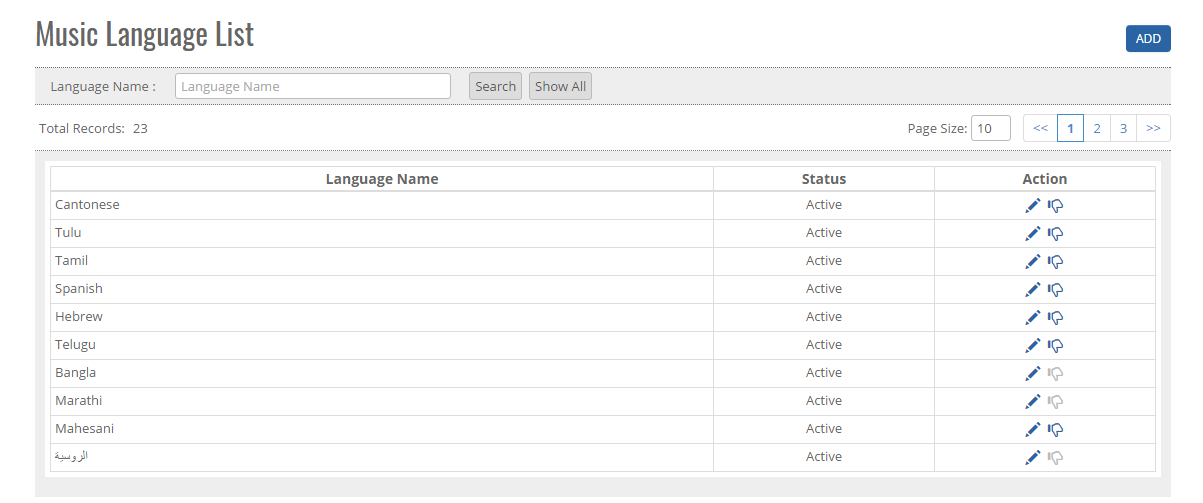 Music Language List
ADD
Language Name : Language Name Search Show All
Total Records: 23 Page Size: 10 << 1 2 3 >>
Language Name Status Action
Cantonese Active
Tulu Active
Tamil Active
Spanish Active
Hebrew Active
Telugu Active
Bangla Active
Marathi Active
Mahesani Active
الروسية Active